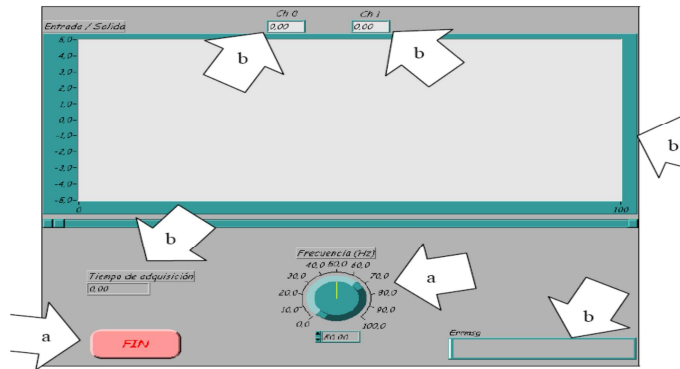 Ch 0 Ch 1
Entrada / Salida 0,00 0,00
5,0-
4,0-
b b
3,0-
2,0-
1,0-
0,0-
b
-1,0-
-2,0-
-3,0-
-4,0-
-5,0-
0 100
b
Frecuencia (Hz)
40,0 50,0 60,0
Tiempo de adquisición 30,0 70,0 a
0,00 20,0 80,0
10,0 90,0 b
0,0 100,0
a FIN 50,00 Errmsg